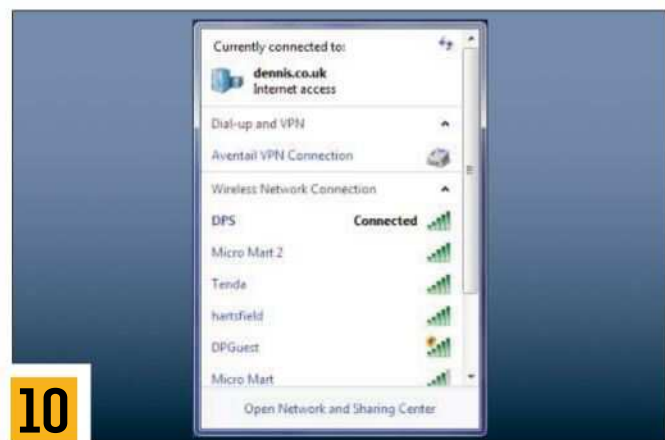 Currently connected to:
dennis.co.uk
Internet access
Dial-up and VPN
Aventail VPN Connection
Wireless Network Connection
DPS Connected
Micro Mart 2
Tenda
hartsfield
DPGuest
Micro Mart
Open Network and Sharing Center
10